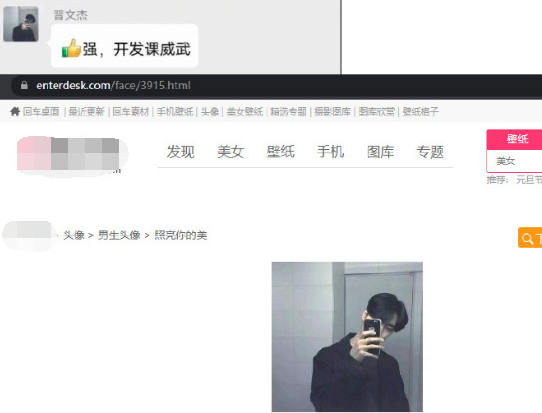 晋文杰
👍强，开发课威武
enterdesk.com/face/3915.html
回车桌面 | 最近更新 | 回车素材 | 手机壁纸 | 头像 | 美女壁纸 | 精选专题 | 摄影图库 | 图库欣赏 | 壁纸格子
发现 美女 壁纸 手机 图库 专题
壁纸
美女
推荐: 元旦节
头像 > 男生头像 > 照亮你的美